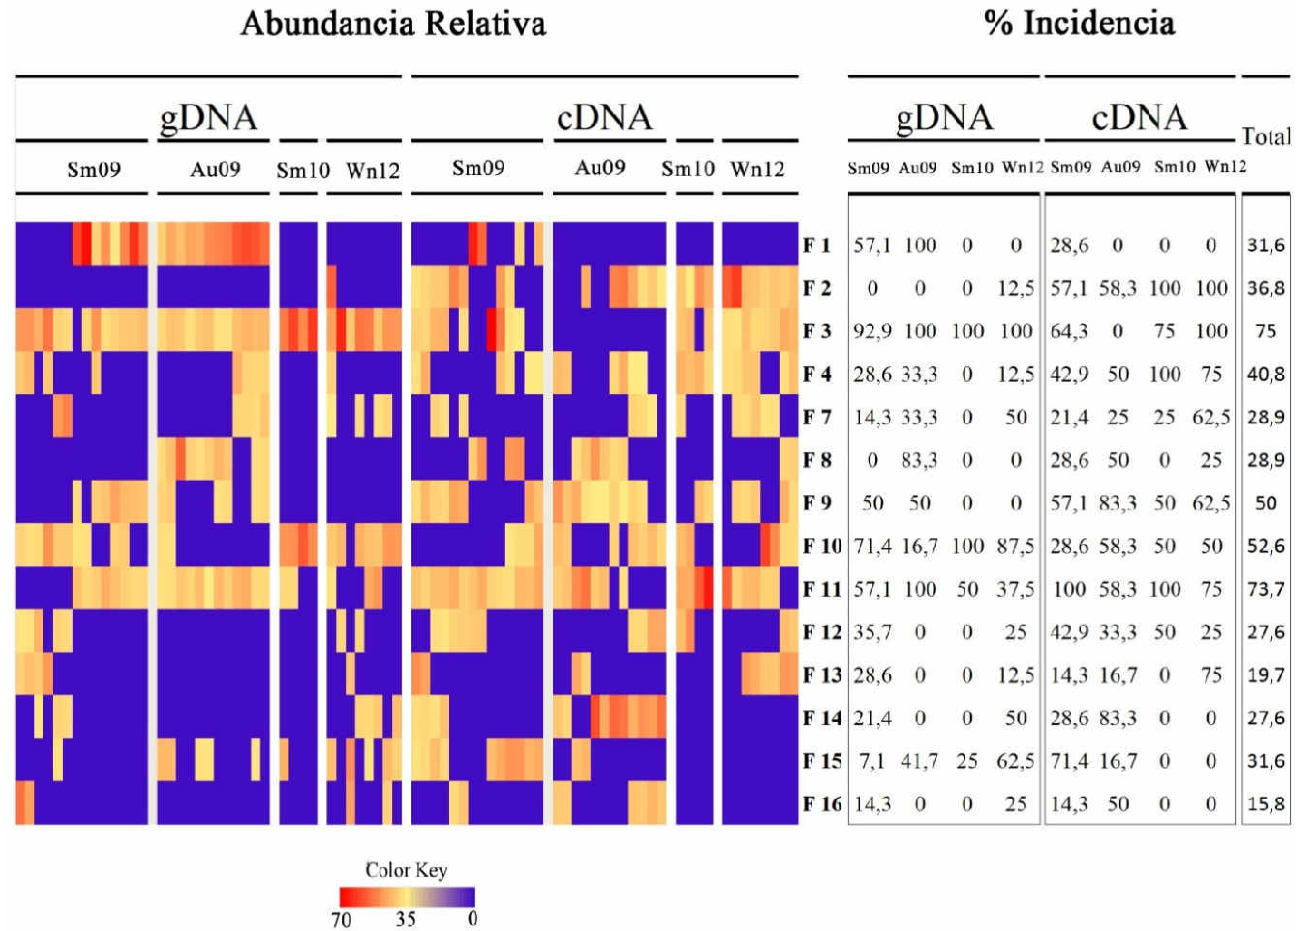 Abundancia Relativa % Incidencia
gDNA cDNA gDNA cDNA Total
Sm09 Au09 Sm10 Wn12 Sm09 Au09 Sm10 Wn12 Sm09 Au09 Sm10 Wn12 Sm09 Au09 Sm10 Wn12
F 1 57,1 100 0 0 28,6 0 0 0 31,6
F 2 0 0 0 12,5 57,1 58,3 100 100 36,8
F 3 92,9 100 100 100 64,3 0 75 100 75
F 4 28,6 33,3 0 12,5 42,9 50 100 75 40,8
F 7 14,3 33,3 0 50 21,4 25 25 62,5 28,9
F 8 0 83,3 0 0 28,6 50 0 25 28,9
F 9 50 50 0 0 57,1 83,3 50 62,5 50
F 10 71,4 16,7 100 87,5 28,6 58,3 50 50 52,6
F 11 57,1 100 50 37,5 100 58,3 100 75 73,7
F 12 35,7 0 0 25 42,9 33,3 50 25 27,6
F 13 28,6 0 0 12,5 14,3 16,7 0 75 19,7
F 14 21,4 0 0 50 28,6 83,3 0 0 27,6
F 15 7,1 41,7 25 62,5 71,4 16,7 0 0 31,6
F 16 14,3 0 0 25 14,3 50 0 0 15,8
Color Key
70 35 0